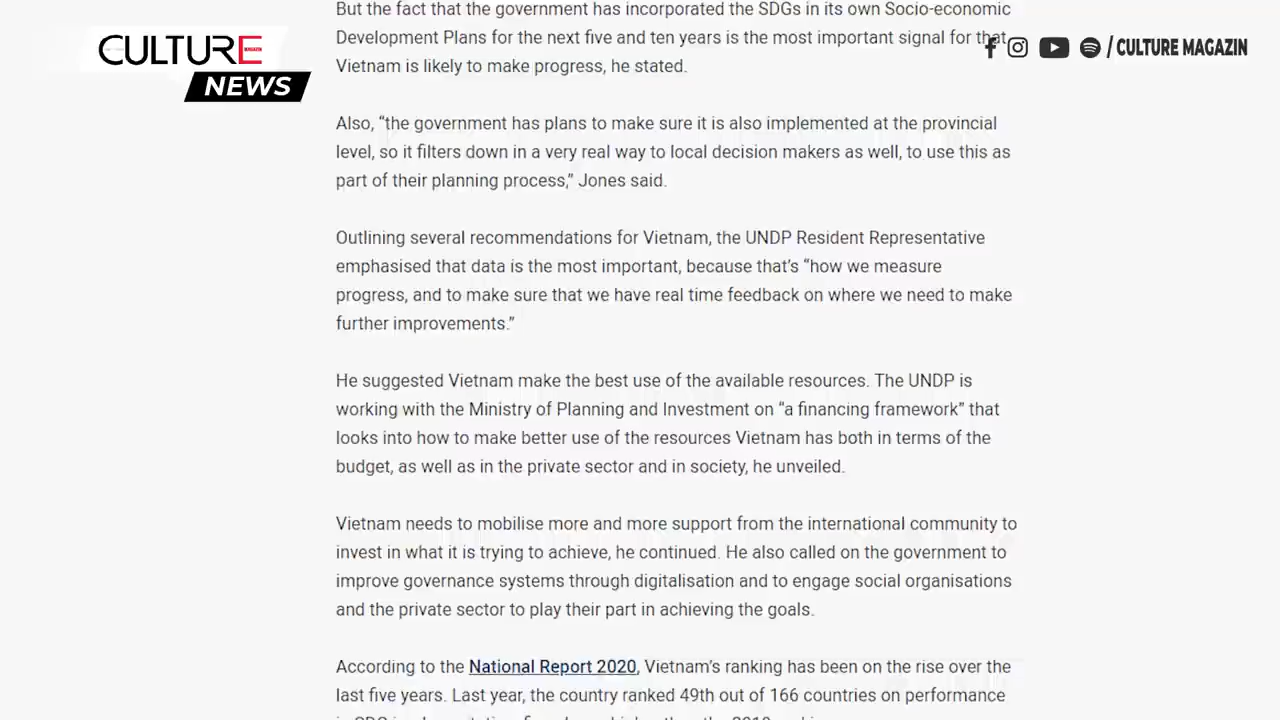 CULTURE
NEWS
/ CULTURE MAGAZIN
But the fact that the government has incorporated the SDGs in its own Socio-economic
Development Plans for the next five and ten years is the most important signal for that
Vietnam is likely to make progress, he stated.
Also, “the government has plans to make sure it is also implemented at the provincial
level, so it filters down in a very real way to local decision makers as well, to use this as
part of their planning process,” Jones said.
Outlining several recommendations for Vietnam, the UNDP Resident Representative
emphasised that data is the most important, because that’s “how we measure
progress, and to make sure that we have real time feedback on where we need to make
further improvements.”
He suggested Vietnam make the best use of the available resources. The UNDP is
working with the Ministry of Planning and Investment on “a financing framework” that
looks into how to make better use of the resources Vietnam has both in terms of the
budget, as well as in the private sector and in society, he unveiled.
Vietnam needs to mobilise more and more support from the international community to
invest in what it is trying to achieve, he continued. He also called on the government to
improve governance systems through digitalisation and to engage social organisations
and the private sector to play their part in achieving the goals.
According to the National Report 2020, Vietnam’s ranking has been on the rise over the
last five years. Last year, the country ranked 49th out of 166 countries on performance